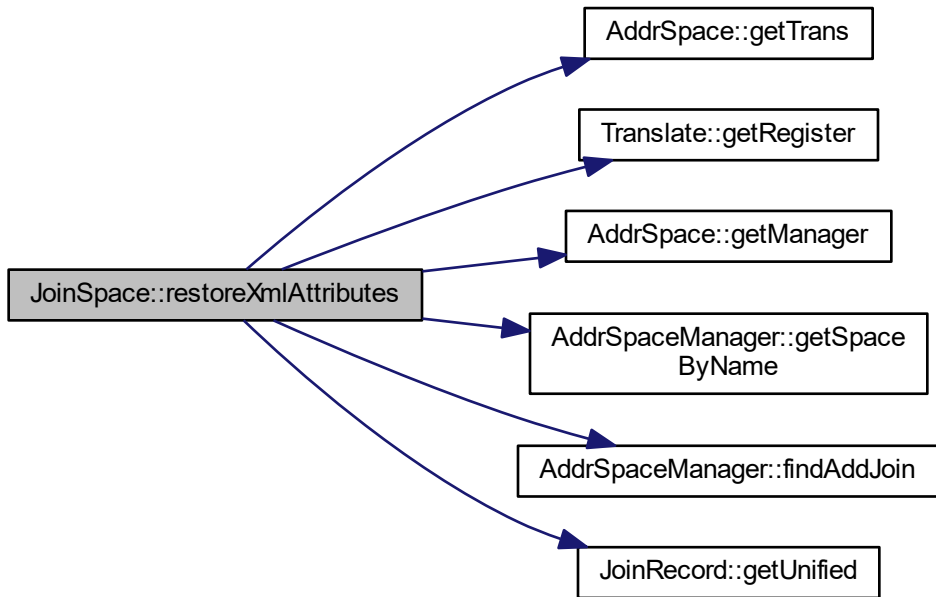 AddrSpace::getTrans
Translate::getRegister
AddrSpace::getManager
JoinSpace::restoreXmlAttributes
AddrSpaceManager::getSpace
ByName
AddrSpaceManager::findAddJoin
JoinRecord::getUnified